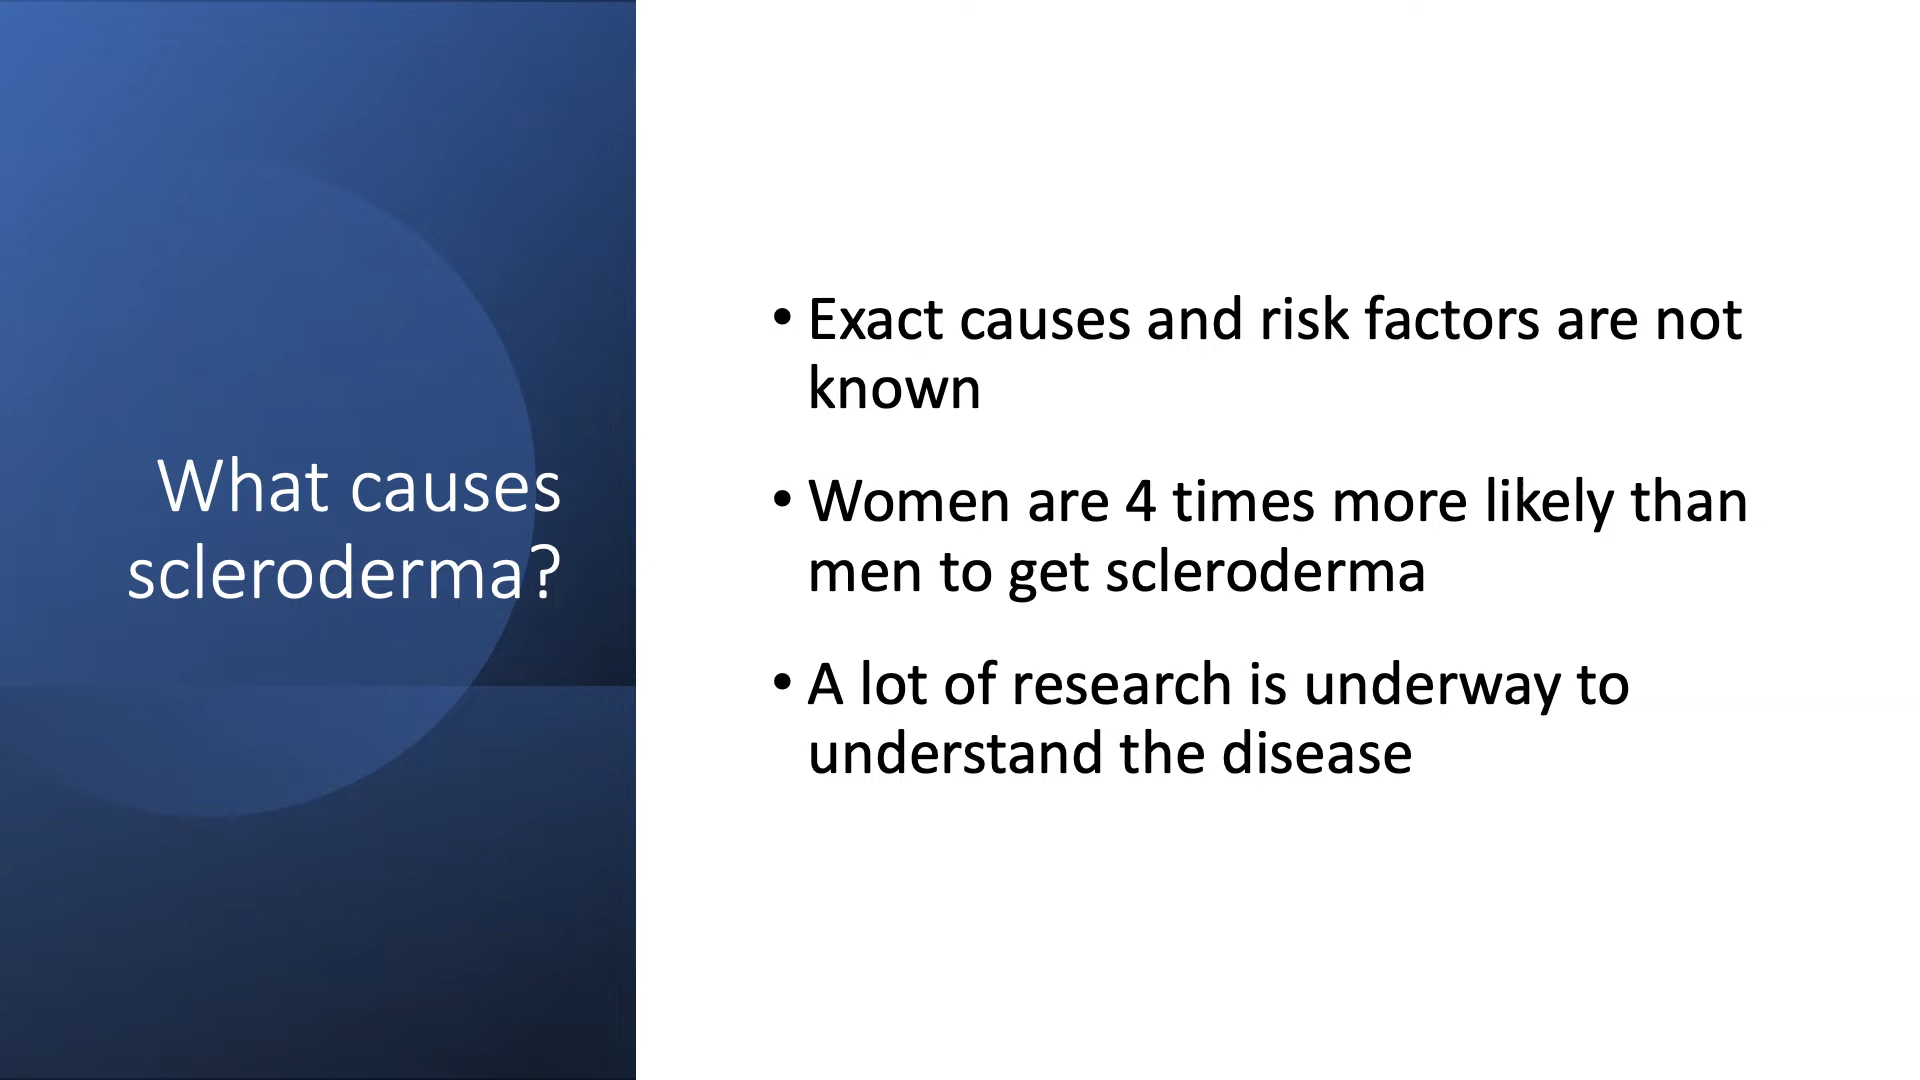 What causes
scleroderma?
• Exact causes and risk factors are not
known
• Women are 4 times more likely than
men to get scleroderma
• A lot of research is underway to
understand the disease